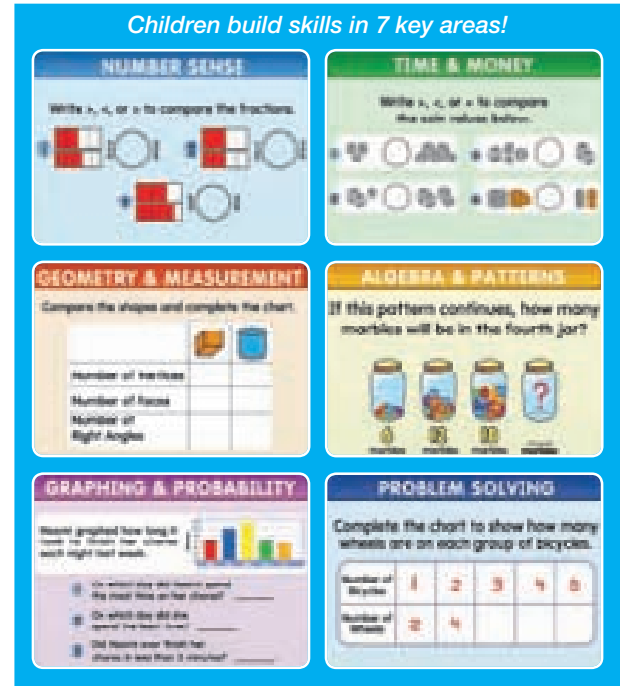 Children build skills in 7 key areas!
NUMBER SENSE
Write >, <, or = to compare the fractions.
TIME & MONEY
Write >, <, or = to compare
the coin values below.
GEOMETRY & MEASUREMENT
Compare the shapes and complete the chart.
Number of Vertices
Number of Faces
Number of
Right Angles
ALGEBRA & PATTERNS
If this pattern continues, how many
marbles will be in the fourth jar?
?
marbles marbles marbles marbles
GRAPHING & PROBABILITY
graphed how long it
took to finish her chores
each night last week.
On which day did spend
the most time on her chores?
On which day did she
spend the least time?
Did ever finish her
chores in less than minutes?
PROBLEM SOLVING
Complete the chart to show how many
wheels are on each group of bicycles.
Number of
Bicycles 1 2 3 4
Number of
Wheels 2 4